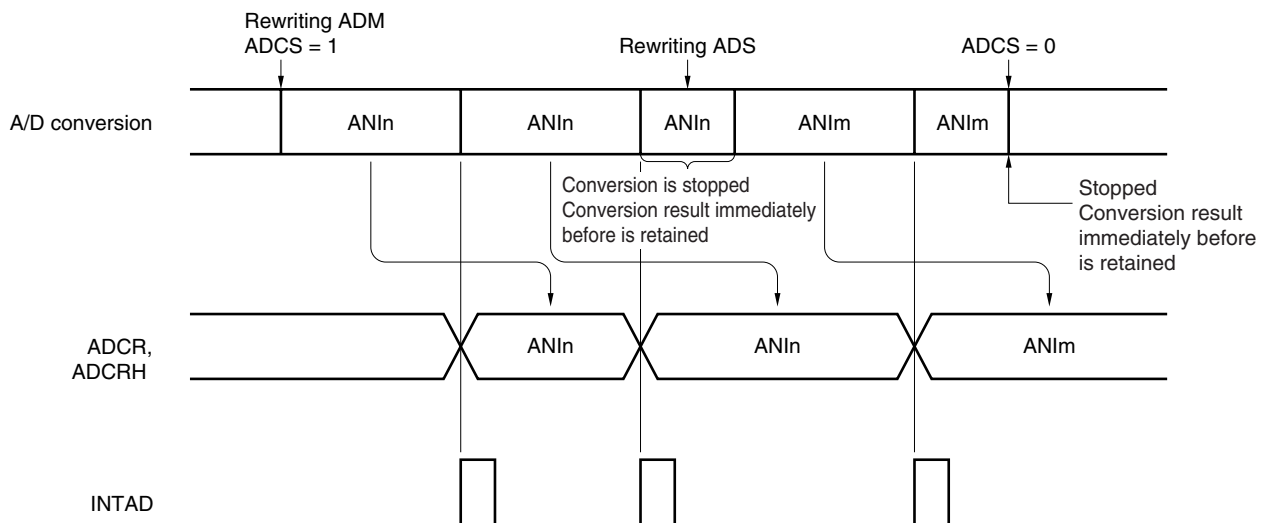 Rewriting ADM
ADCS = 1
Rewriting ADS
ADCS = 0
A/D conversion
ANIn
ANIn
ANIn
ANIm
ANIm
Conversion is stopped
Conversion result immediately
before is retained
Stopped
Conversion result
immediately before
is retained
ADCR,
ADCRH
ANIn
ANIn
ANIm
INTAD